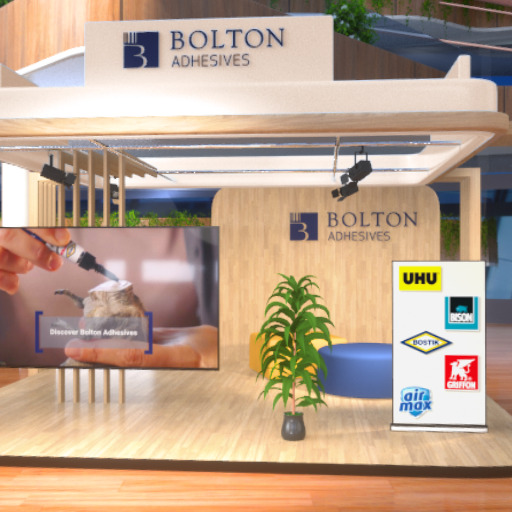 BOLTON
ADHESIVES
BOLTON
ADHESIVES
Discover Bolton Adhesives
UHU
BISON
BOSTIK
GRIFFON
air
max